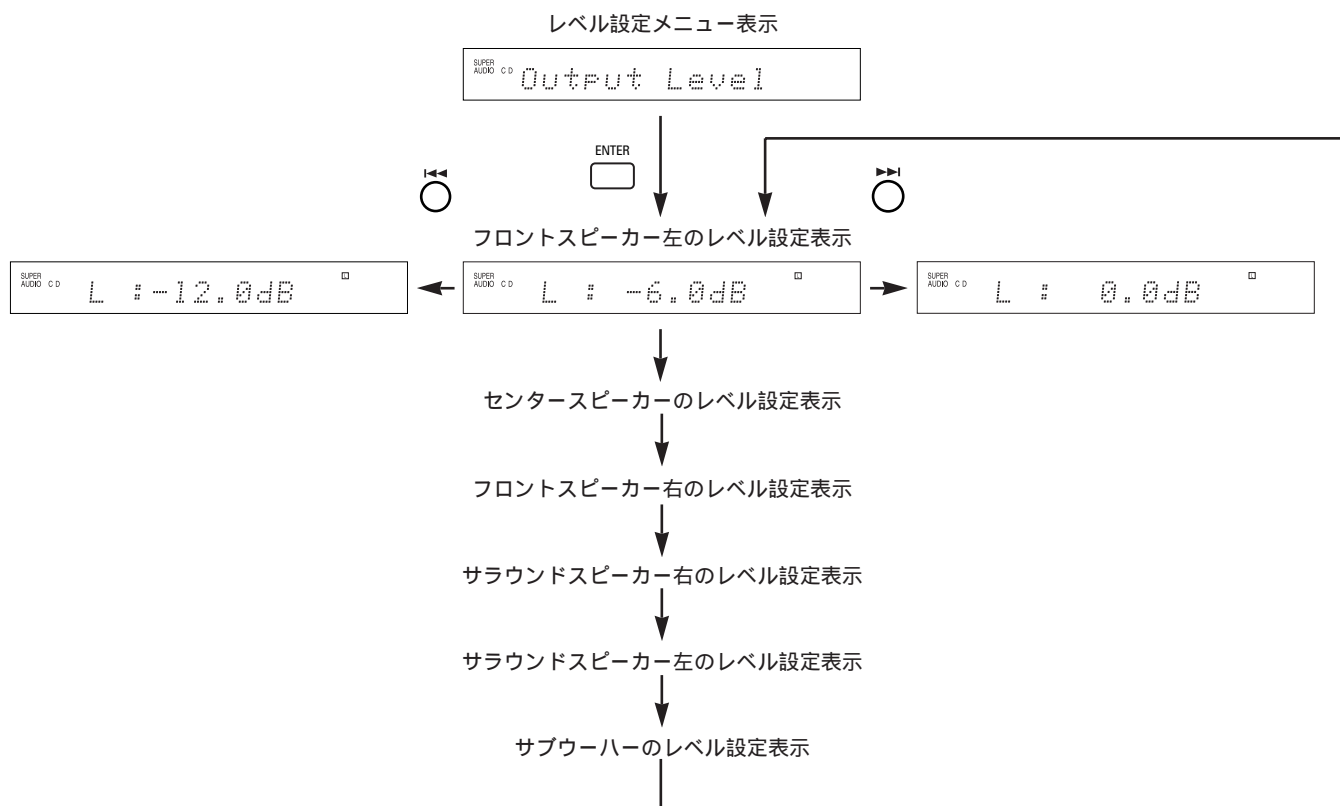 レベル設定メニュー表示
SUPER
AUDIO CD
Output Level
ENTER
フロントスピーカー左のレベル設定表示
SUPER
AUDIO CD
L :-12.0dB
L
SUPER
AUDIO CD
L : -6.0dB
L
SUPER
AUDIO CD
L : 0.0dB
L
センタースピーカーのレベル設定表示
フロントスピーカー右のレベル設定表示
サラウンドスピーカー右のレベル設定表示
サラウンドスピーカー左のレベル設定表示
サブウーハーのレベル設定表示